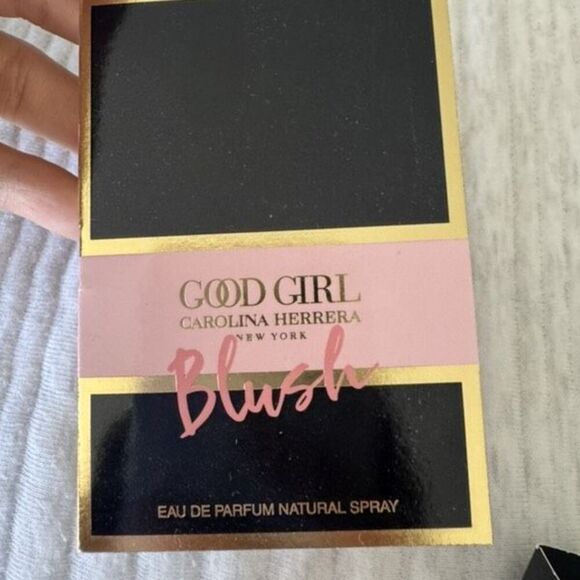 GOOD GIRL
CAROLINA HERRERA
NEW YORK
Blush
EAU DE PARFUM NATURAL SPRAY